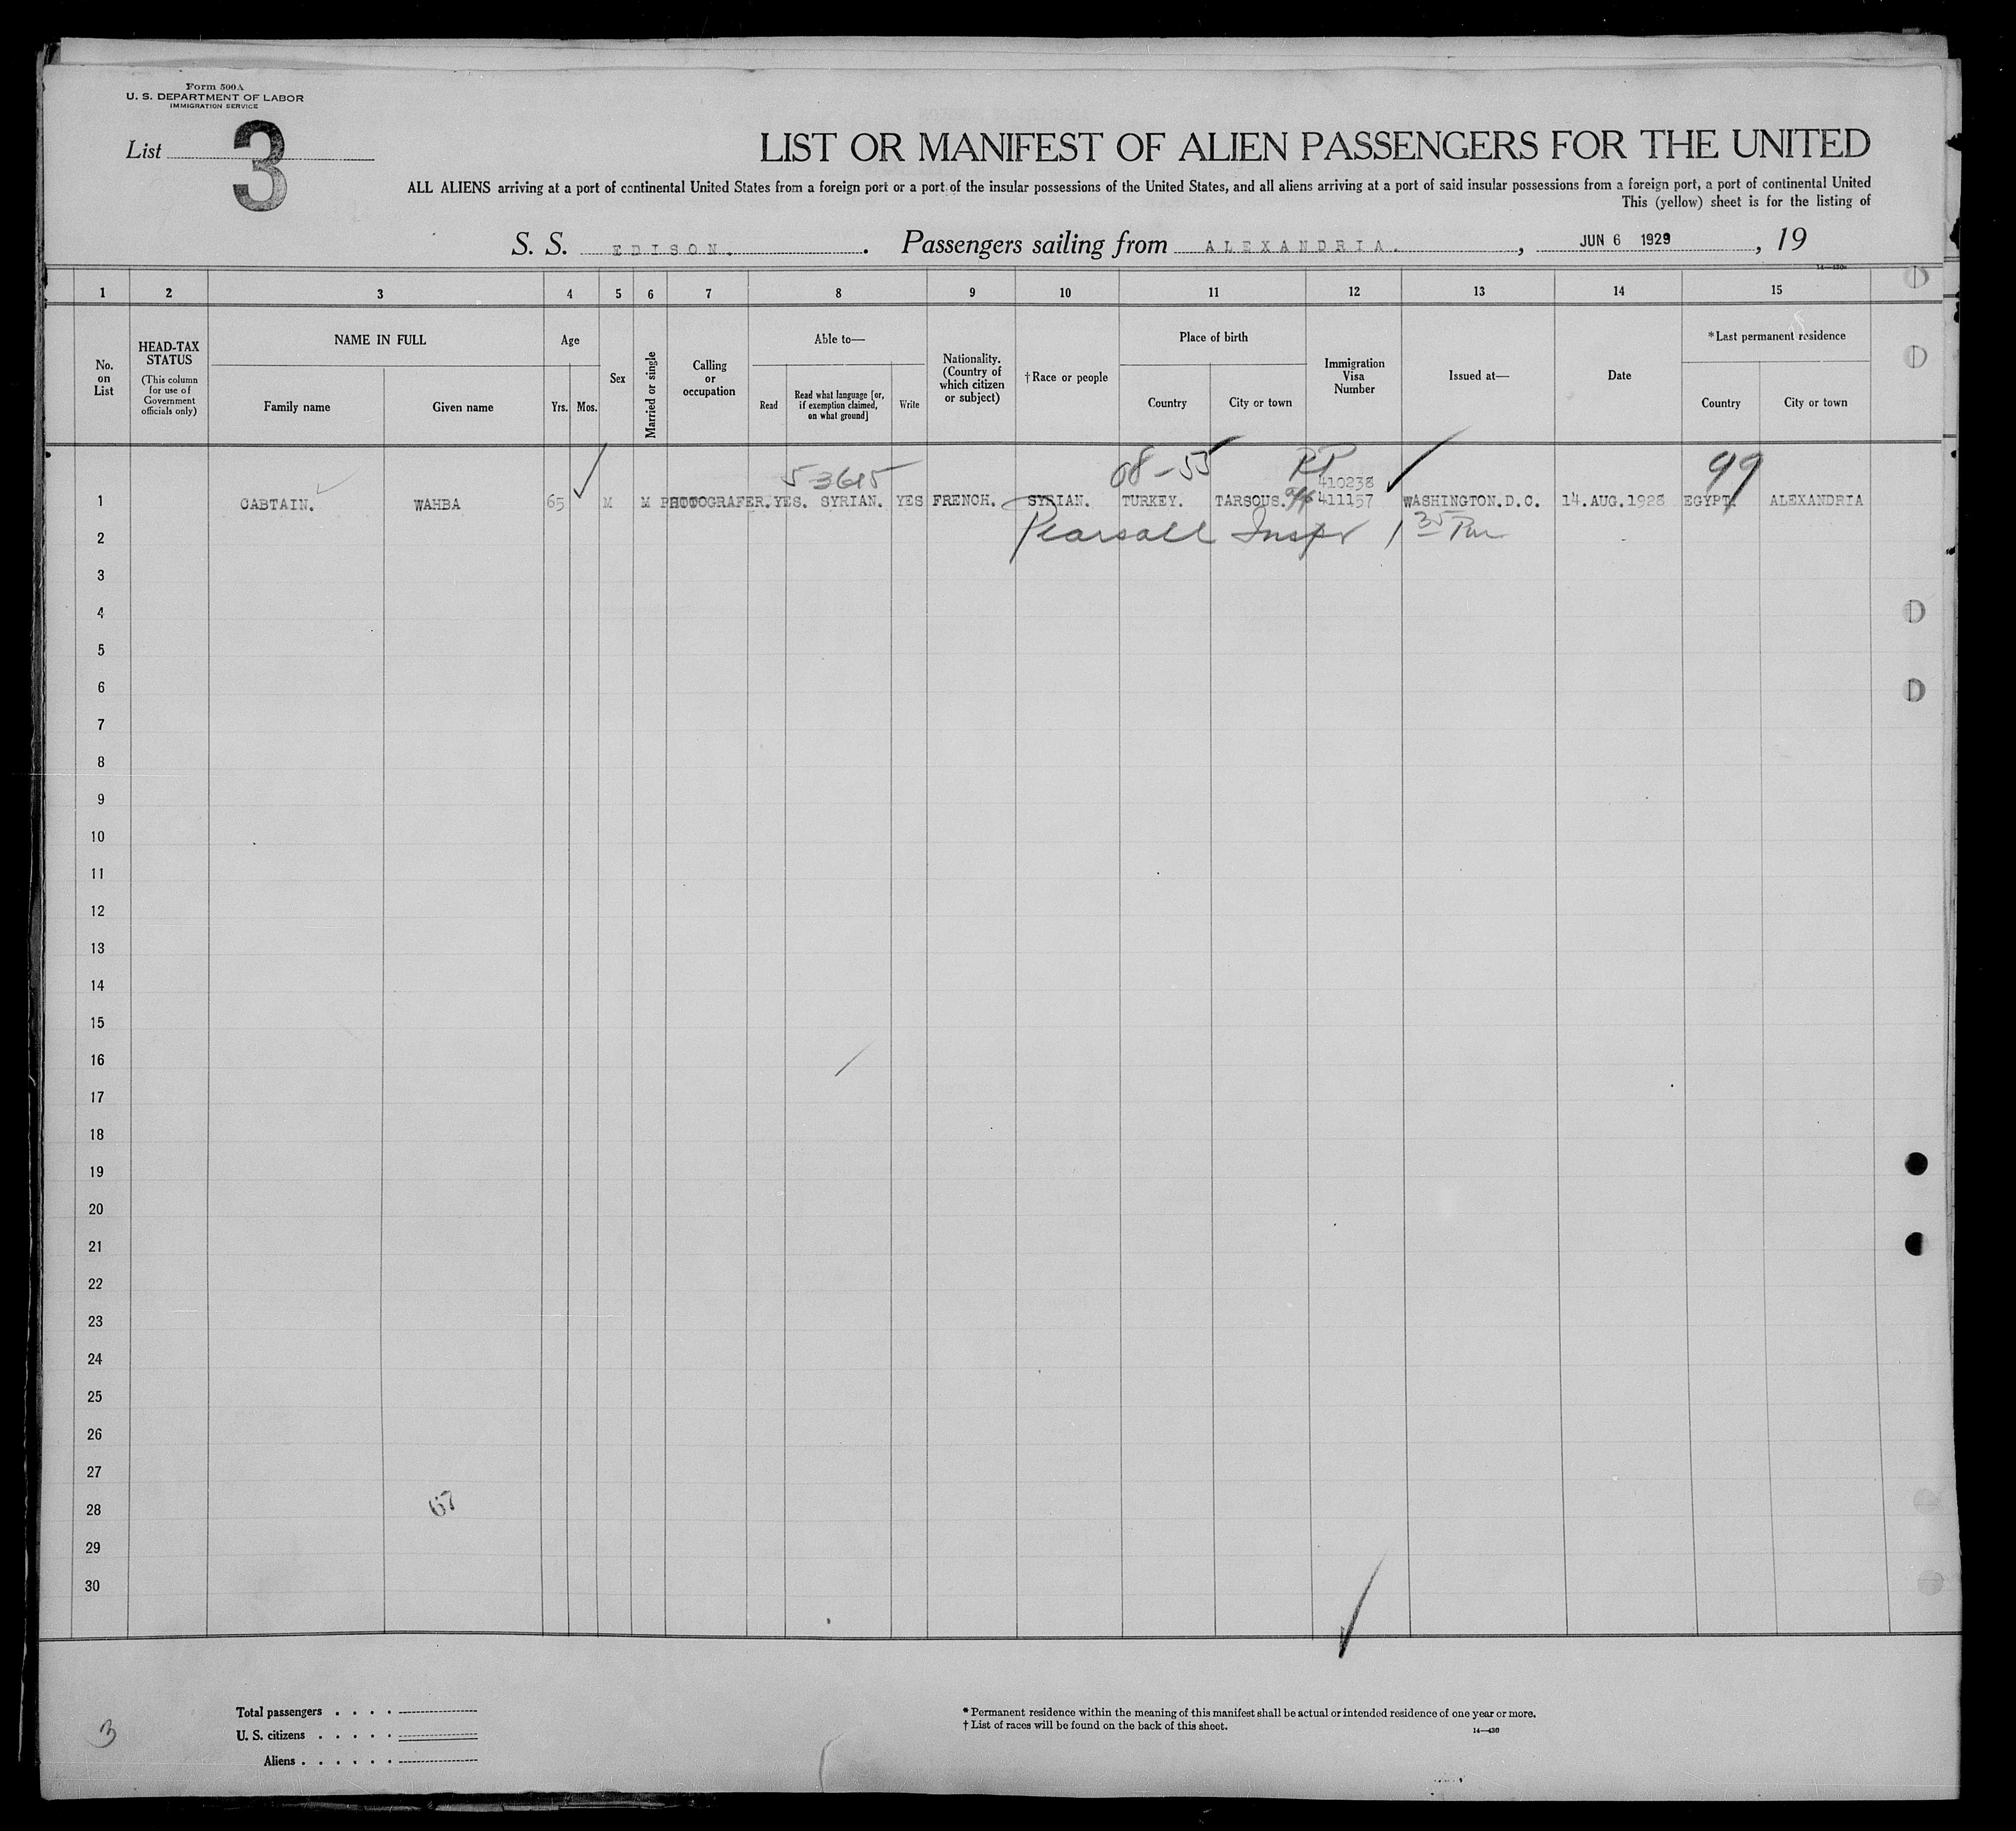 Form 500A
U. S. DEPARTMENT OF LABOR
IMMIGRATION SERVICE
List 3
LIST OR MANIFEST OF ALIEN PASSENGERS FOR THE UNITED
ALL ALIENS arriving at a port of continental United States from a foreign port or a port of the insular possessions of the United States, and all aliens arriving at a port of said insular possessions from a foreign port, a port of continental United
This (yellow) sheet is for the listing of
S. S. EDISON. Passengers sailing from ALEXANDRIA. , JUN 6 1929 , 19
14—430
1 2 3 4 5 6 7 8 9 10 11 12 13 14 15
No. on List
HEAD-TAX STATUS (This column for use of Government officials only)
NAME IN FULL
Family name
Given name
Age
Yrs. Mos.
Sex
Married or single
Calling or occupation
Able to—
Read
Read what language [or, if exemption claimed, on what ground]
Write
Nationality. (Country of which citizen or subject)
†Race or people
Place of birth
Country
City or town
Immigration Visa Number
Issued at—
Date
*Last permanent residence
Country
City or town
53615 08-55 RP 99
410238
1 CABTAIN. WAHBA 65 M M PHOTOGRAFER. YES. SYRIAN. YES FRENCH. SYRIAN. TURKEY. TARSOUS. 411157 WASHINGTON.D.C. 14.AUG.1928 EGYPT. ALEXANDRIA
2 Pearsall Inspr 1 35 Pm
3
4
5
6
7
8
9
10
11
12
13
14
15
16
17
18
19
20
21
22
23
24
25
26
27
28 67
29
30
Total passengers . . . .
U. S. citizens . . . . .
Aliens . . . . . .
* Permanent residence within the meaning of this manifest shall be actual or intended residence of one year or more.
† List of races will be found on the back of this sheet.
14—430
3